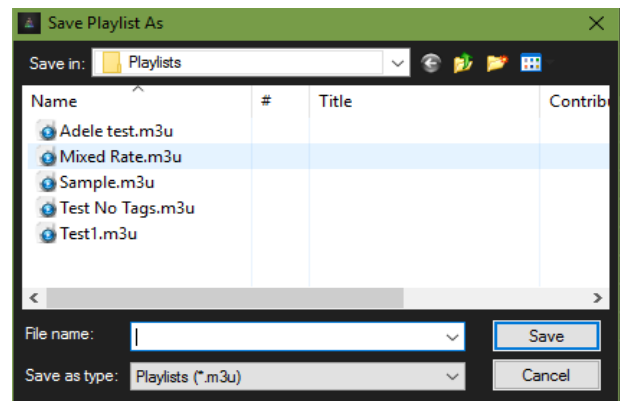 Save Playlist As
Save in: Playlists
Name # Title Contribu
Adele test.m3u
Mixed Rate.m3u
Sample.m3u
Test No Tags.m3u
Test1.m3u
File name: Save
Save as type: Playlists (*.m3u) Cancel